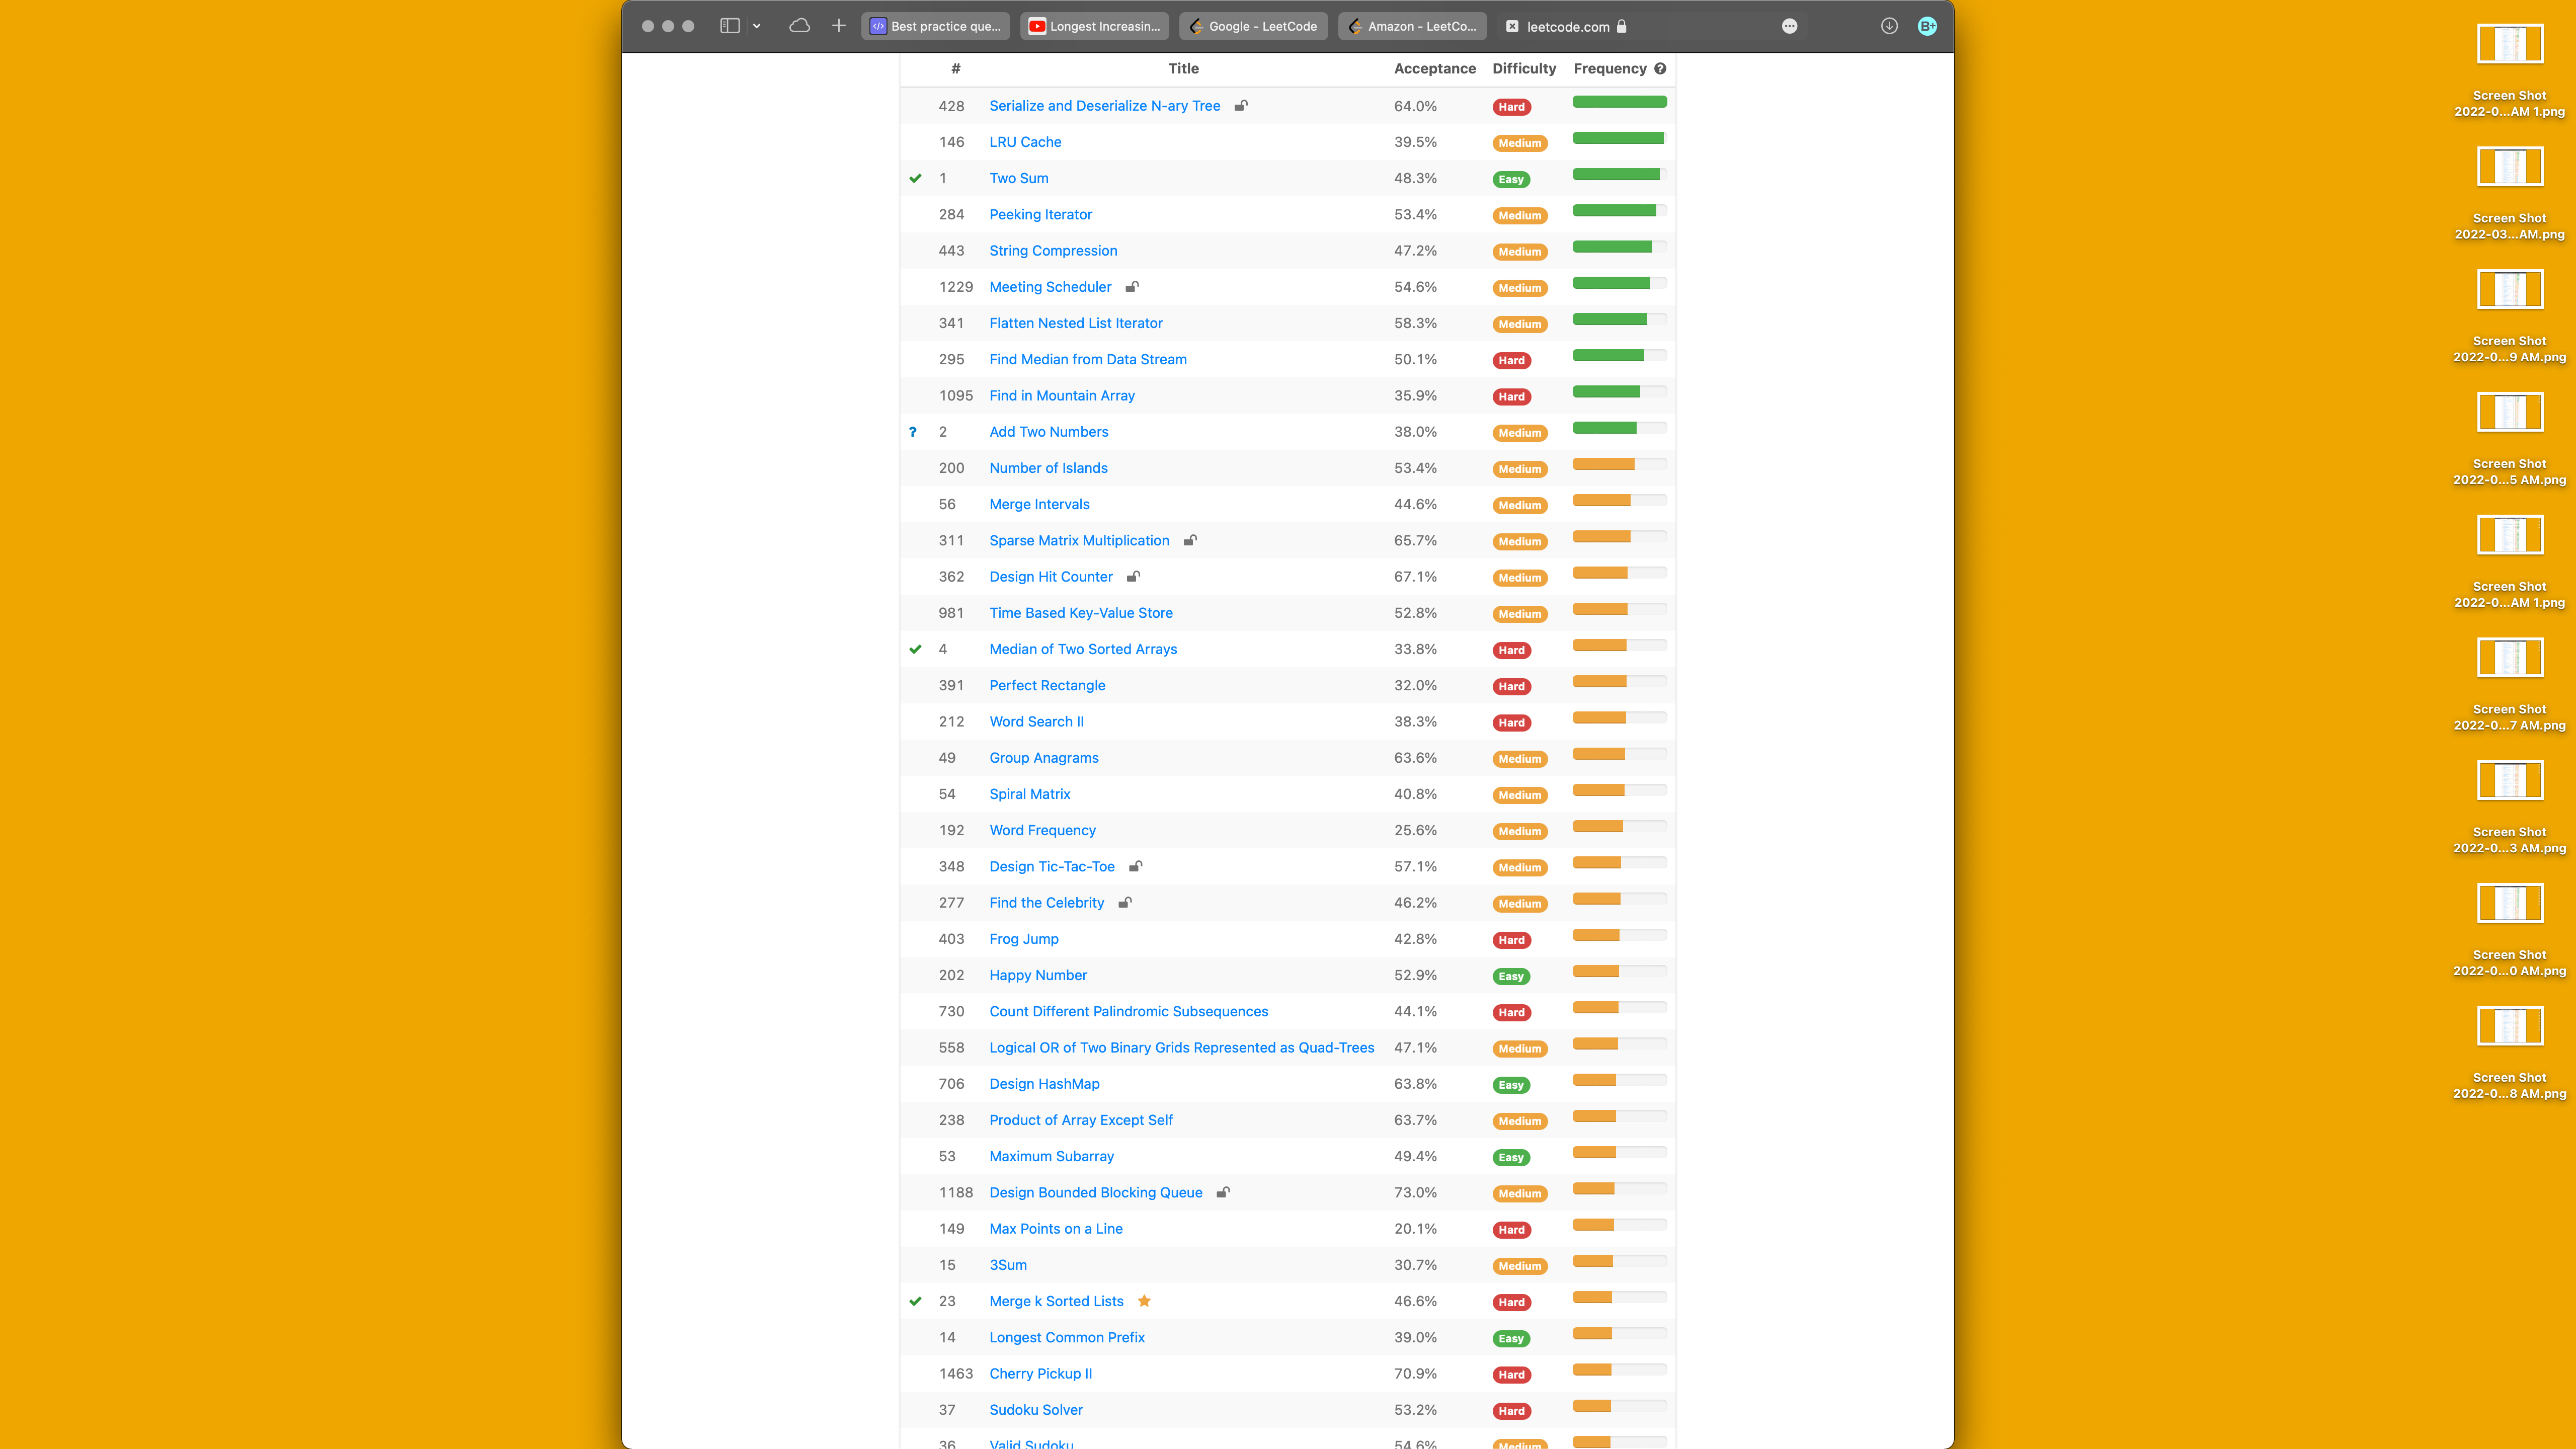 Best practice que...
Longest Increasin...
Google - LeetCode
Amazon - LeetCo...
leetcode.com
B+
# Title Acceptance Difficulty Frequency ?
428 Serialize and Deserialize N-ary Tree 64.0% Hard
146 LRU Cache 39.5% Medium
1 Two Sum 48.3% Easy
284 Peeking Iterator 53.4% Medium
443 String Compression 47.2% Medium
1229 Meeting Scheduler 54.6% Medium
341 Flatten Nested List Iterator 58.3% Medium
295 Find Median from Data Stream 50.1% Hard
1095 Find in Mountain Array 35.9% Hard
? 2 Add Two Numbers 38.0% Medium
200 Number of Islands 53.4% Medium
56 Merge Intervals 44.6% Medium
311 Sparse Matrix Multiplication 65.7% Medium
362 Design Hit Counter 67.1% Medium
981 Time Based Key-Value Store 52.8% Medium
4 Median of Two Sorted Arrays 33.8% Hard
391 Perfect Rectangle 32.0% Hard
212 Word Search II 38.3% Hard
49 Group Anagrams 63.6% Medium
54 Spiral Matrix 40.8% Medium
192 Word Frequency 25.6% Medium
348 Design Tic-Tac-Toe 57.1% Medium
277 Find the Celebrity 46.2% Medium
403 Frog Jump 42.8% Hard
202 Happy Number 52.9% Easy
730 Count Different Palindromic Subsequences 44.1% Hard
558 Logical OR of Two Binary Grids Represented as Quad-Trees 47.1% Medium
706 Design HashMap 63.8% Easy
238 Product of Array Except Self 63.7% Medium
53 Maximum Subarray 49.4% Easy
1188 Design Bounded Blocking Queue 73.0% Medium
149 Max Points on a Line 20.1% Hard
15 3Sum 30.7% Medium
23 Merge k Sorted Lists 46.6% Hard
14 Longest Common Prefix 39.0% Easy
1463 Cherry Pickup II 70.9% Hard
37 Sudoku Solver 53.2% Hard
36 Valid Sudoku 54.6% Medium
Screen Shot
2022-0...AM 1.png
Screen Shot
2022-03...AM.png
Screen Shot
2022-0...9 AM.png
Screen Shot
2022-0...5 AM.png
Screen Shot
2022-0...AM 1.png
Screen Shot
2022-0...7 AM.png
Screen Shot
2022-0...3 AM.png
Screen Shot
2022-0...0 AM.png
Screen Shot
2022-0...8 AM.png